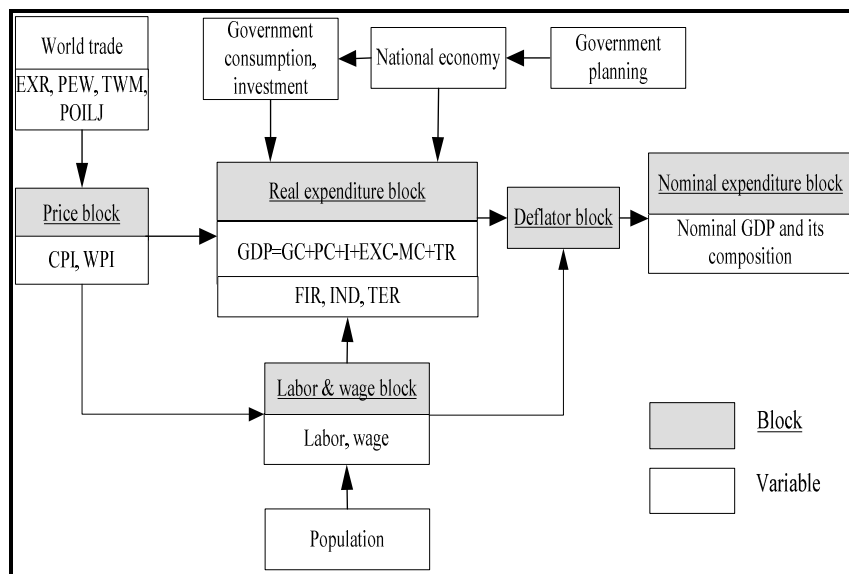 World trade
EXR, PEW, TWM,
POILJ
Government
consumption,
investment
National economy
Government
planning
Price block
CPI, WPI
Real expenditure block
GDP=GC+PC+I+EXC-MC+TR
FIR, IND, TER
Deflator block
Nominal expenditure block
Nominal GDP and its
composition
Labor & wage block
Labor, wage
Population
Block
Variable